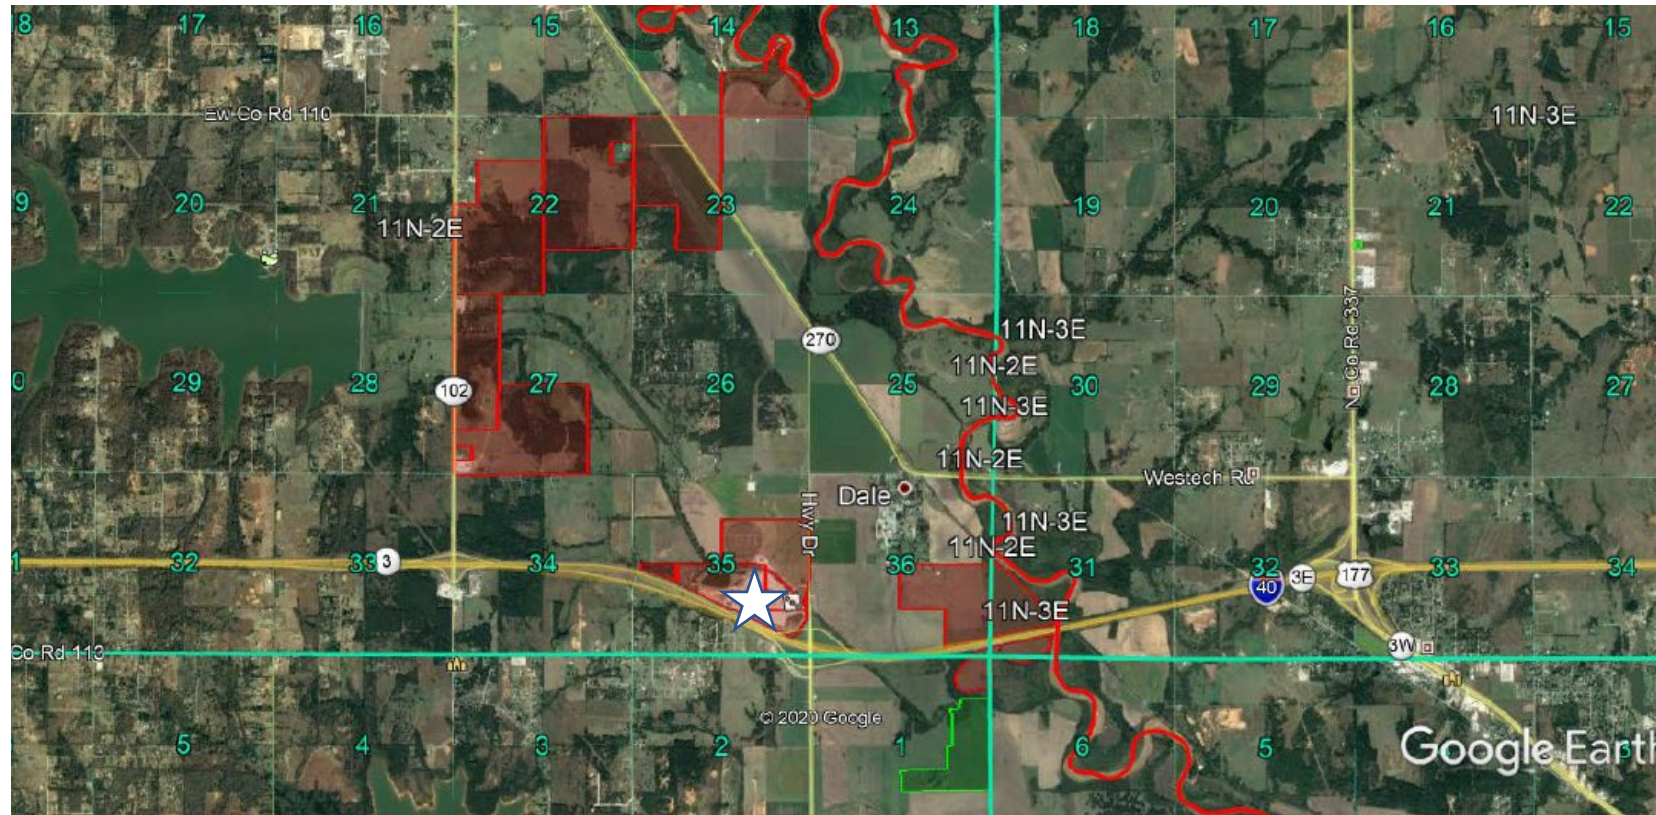 18 17 16 15 14 13 18 17 16 15
Ew Co Rd 110
11N-3E
9 20 21 22 23 24 19 20 21 22
11N-2E
270
11N-3E
11N-2E
No Co Rd 337
0 29 28 102 27 26 25 30 29 28 27
11N-3E
11N-2E
Westech Rd
Dale
Hwy Dr
11N-3E
11N-2E
1 32 33 3 34 35 36 31 32 40 3E 177 33 34
11N-3E
Co Rd 113
3W
© 2020 Google
5 4 3 2 1 6 5
Google Earth